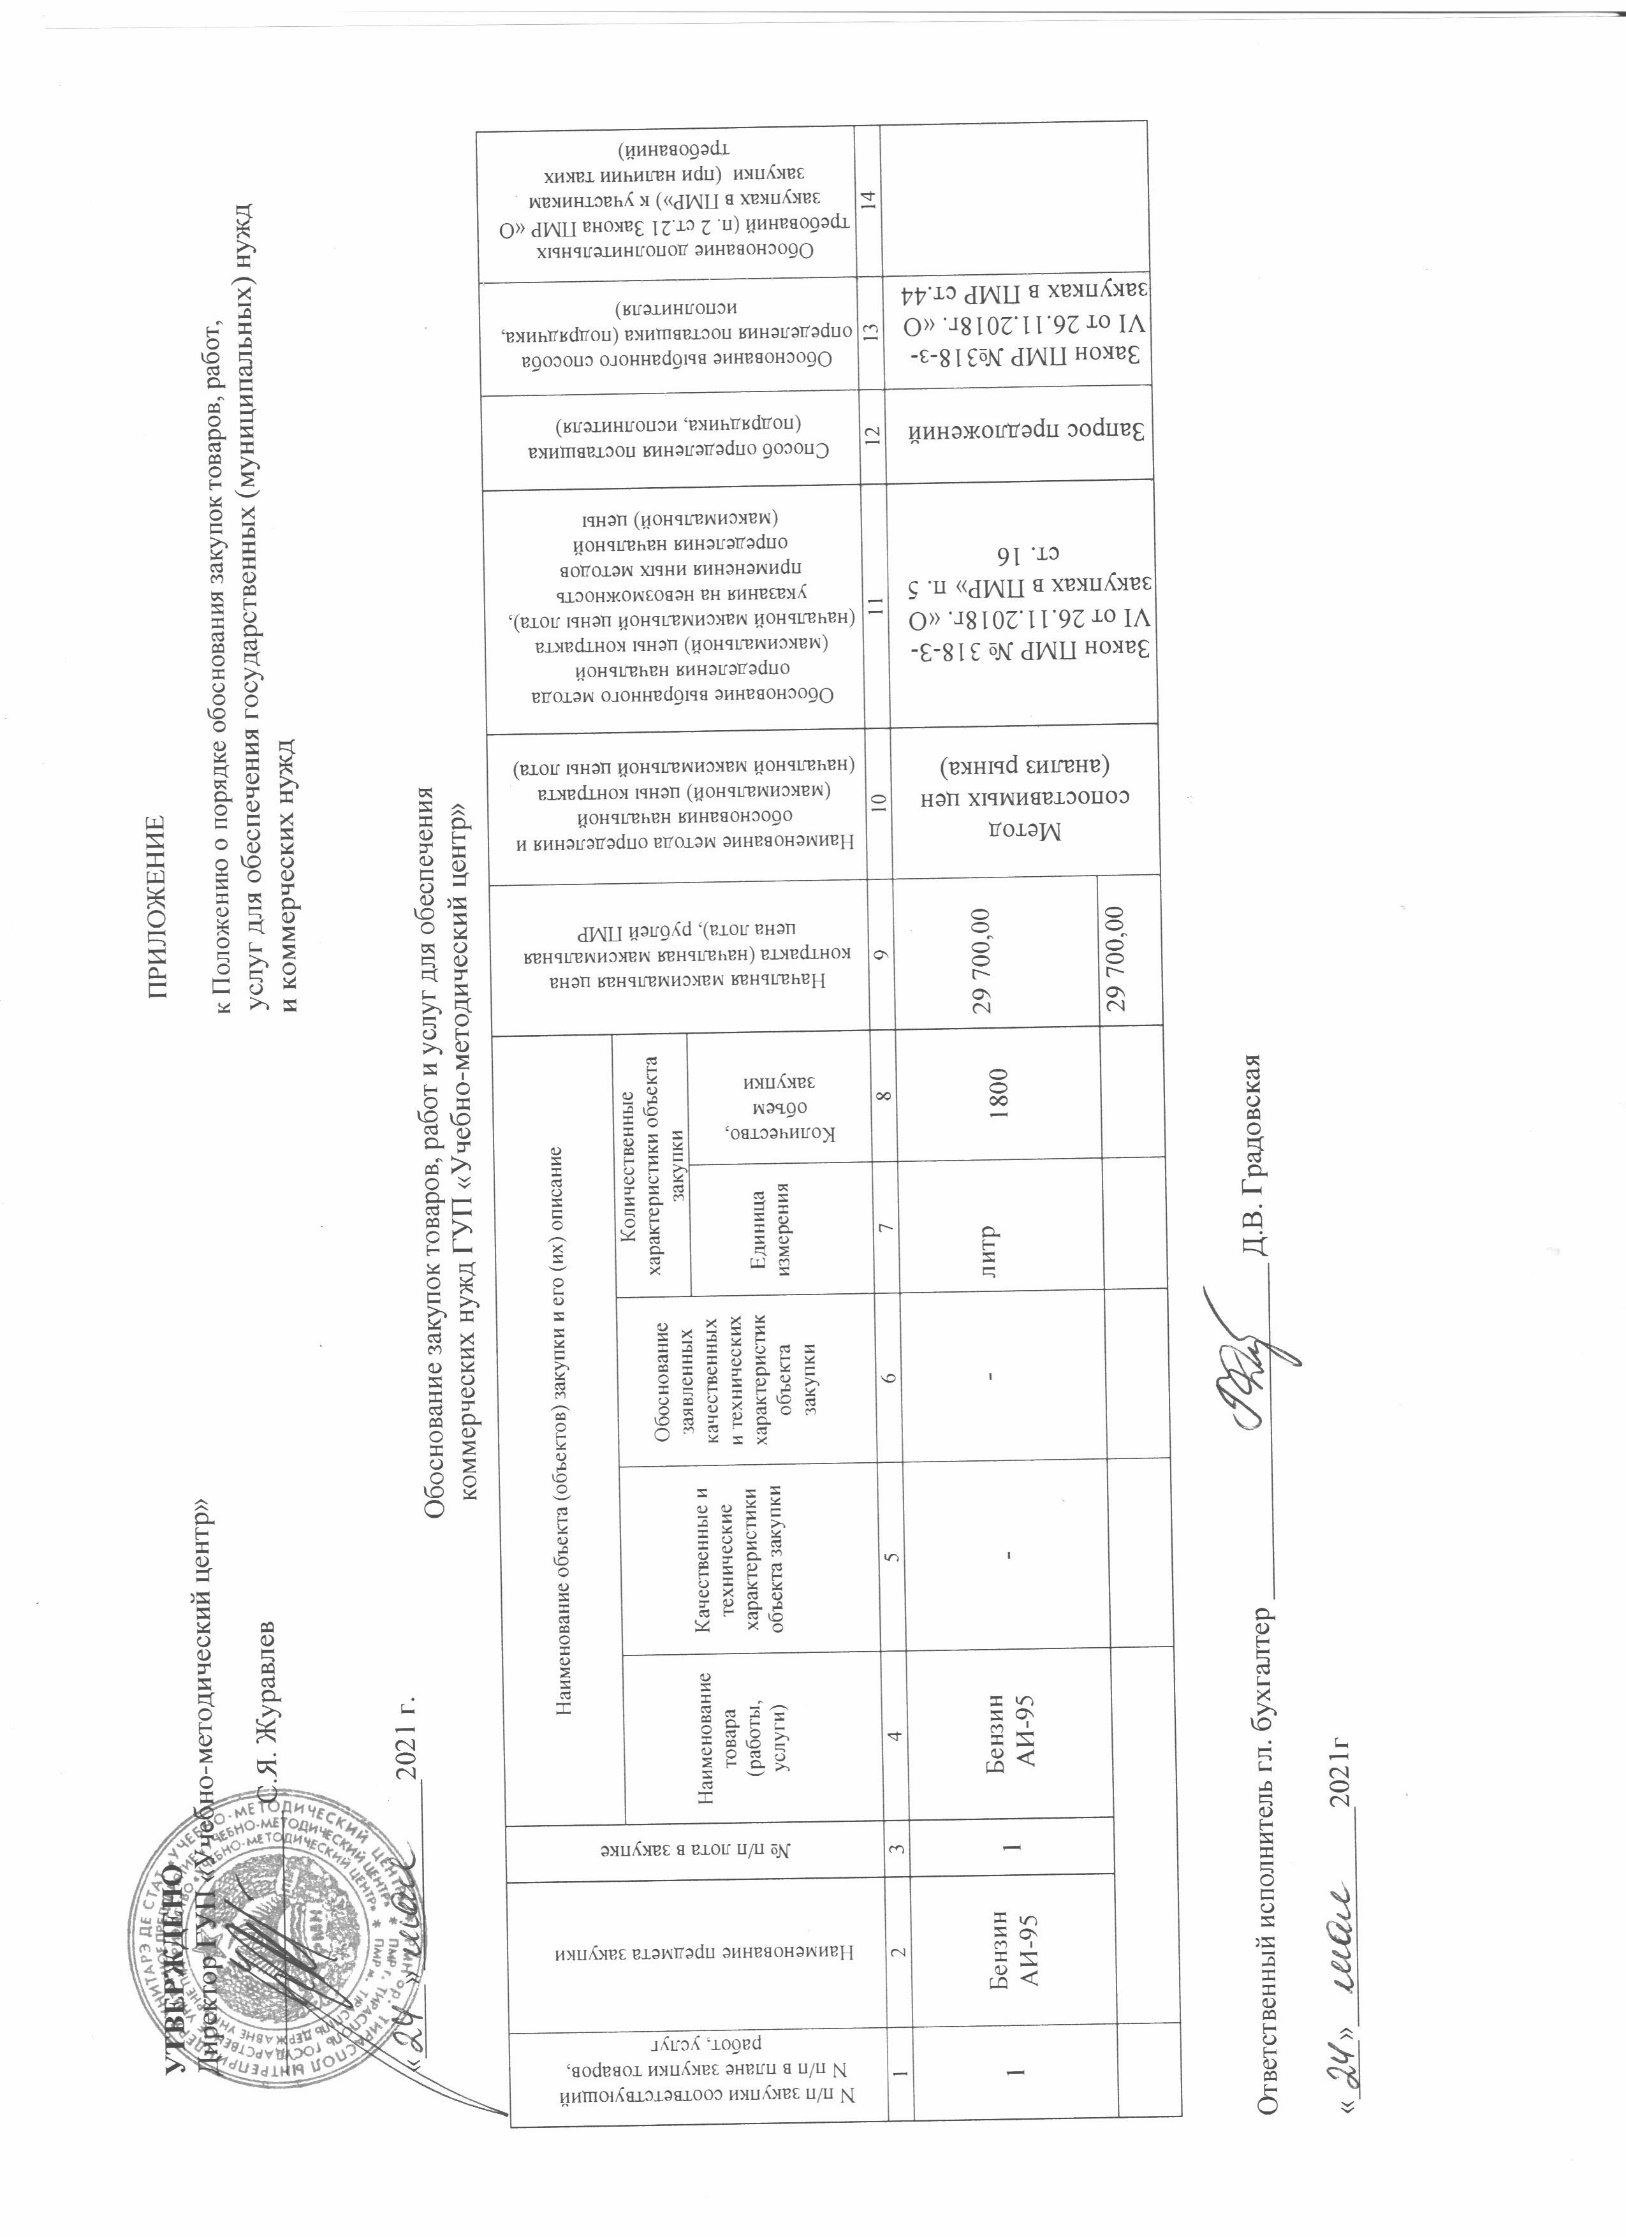 ПРИЛОЖЕНИЕ
к Положению о порядке обоснования закупок товаров, работ,
услуг для обеспечения государственных (муниципальных) нужд
и коммерческих нужд
УТВЕРЖДЕНО
Директор ГУП «Учебно-методический центр»
С.Я. Журавлев
«24» мая 2021 г.
Обоснование закупок товаров, работ и услуг для обеспечения
коммерческих нужд ГУП «Учебно-методический центр»
N п/п закупки соответствующий
N п/п в плане закупки товаров,
работ, услуг
Наименование предмета закупки
№ п/п лота в закупке
Наименование объекта (объектов) закупки и его (их) описание
Наименование
товара
(работы,
услуги)
Качественные и
технические
характеристики
объекта закупки
Обоснование
заявленных
качественных
и технических
характеристик
объекта
закупки
Количественные
характеристики объекта
закупки
Единица
измерения
Количество,
объем
закупки
Начальная максимальная цена
контракта (начальная максимальная
цена лота), рублей ПМР
Наименование метода определения и
обоснования начальной
(максимальной) цены контракта
(начальной максимальной цены лота)
Обоснование выбранного метода
определения начальной
(максимальной) цены контракта
(начальной максимальной цены лота),
указания на невозможность
применения иных методов
определения начальной
(максимальной) цены
Способ определения поставщика
(подрядчика, исполнителя)
Обоснование выбранного способа
определения поставщика (подрядчика,
исполнителя)
Обоснование дополнительных
требований (п. 2 ст.21 Закона ПМР «О
закупках в ПМР») к участникам
закупки (при наличии таких
требований)
1 2 3 4 5 6 7 8 9 10 11 12 13 14
1
Бензин
АИ-95
1
Бензин
АИ-95
-
-
литр
1800
29 700,00
Метод
сопоставимых цен
(анализ рынка)
Закон ПМР № 318-З-
VI от 26.11.2018г. «О
закупках в ПМР» п. 5
ст. 16
Запрос предложений
Закон ПМР №318-з-
VI от 26.11.2018г. «О
закупках в ПМР ст.44
29 700,00
Ответственный исполнитель гл. бухгалтер Д.В. Градовская
«24» мая 2021г